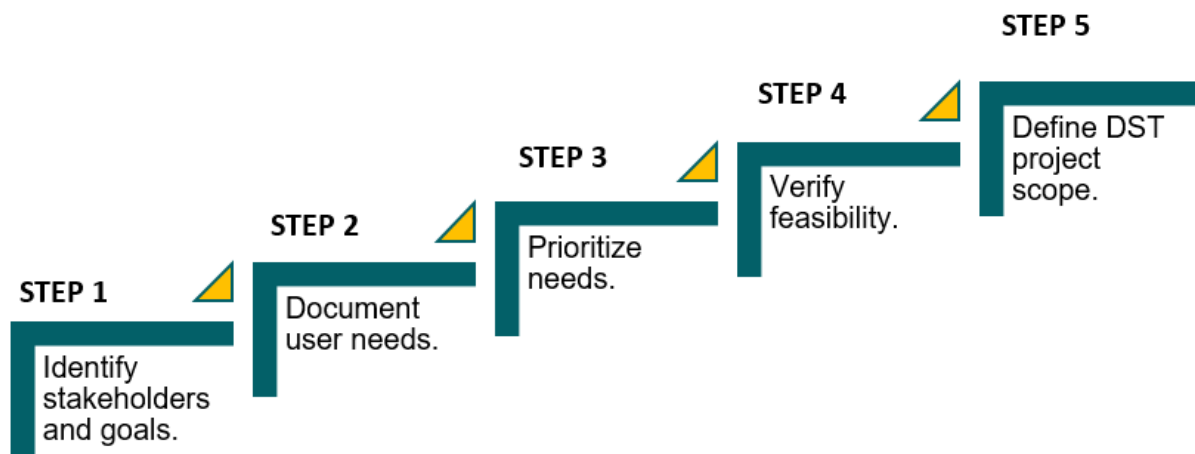 STEP 1
Identify
stakeholders
and goals.
STEP 2
Document
user needs.
STEP 3
Prioritize
needs.
STEP 4
Verify
feasibility.
STEP 5
Define DST
project
scope.